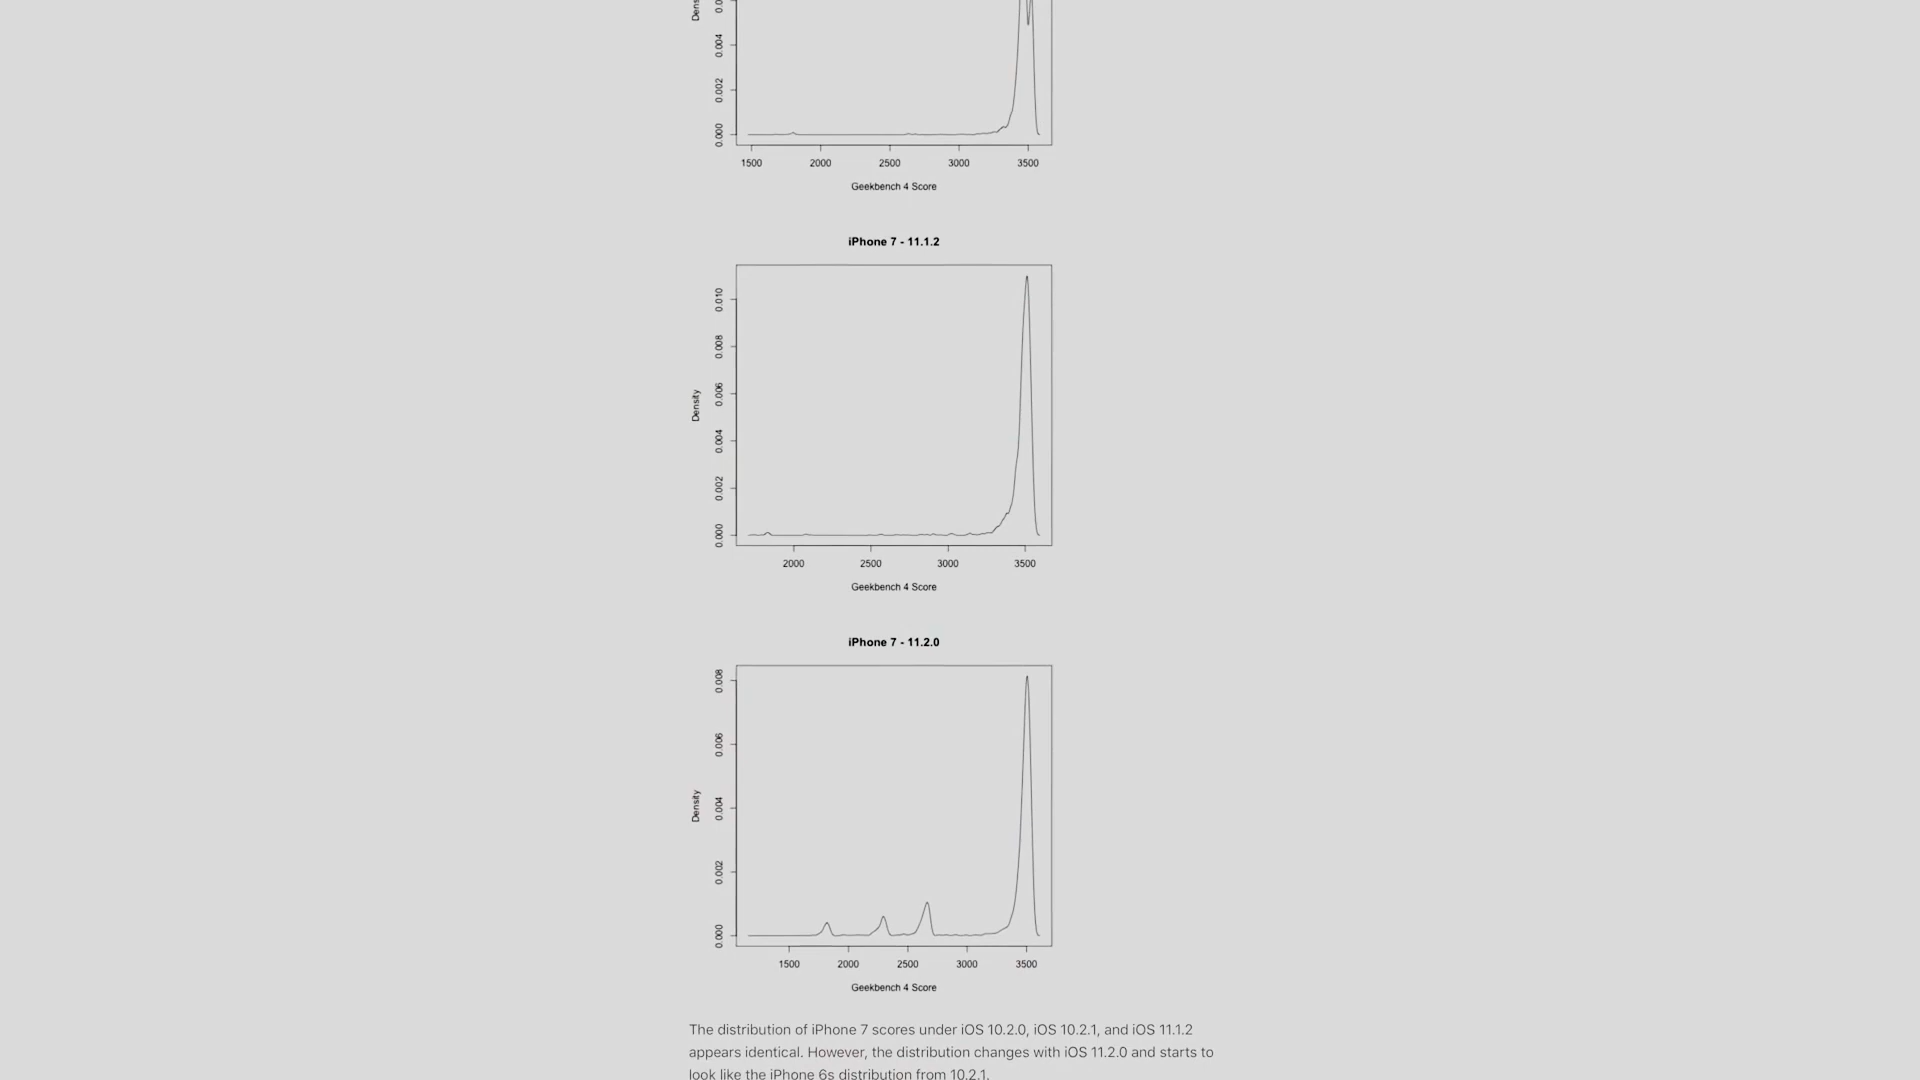 Dens
0.004
0.002
0.000
1500 2000 2500 3000 3500
Geekbench 4 Score
iPhone 7 - 11.1.2
Density
0.010
0.008
0.006
0.004
0.002
0.000
2000 2500 3000 3500
Geekbench 4 Score
iPhone 7 - 11.2.0
Density
0.008
0.006
0.004
0.002
0.000
1500 2000 2500 3000 3500
Geekbench 4 Score
The distribution of iPhone 7 scores under iOS 10.2.0, iOS 10.2.1, and iOS 11.1.2
appears identical. However, the distribution changes with iOS 11.2.0 and starts to
look like the iPhone 6s distribution from 10.2.1.